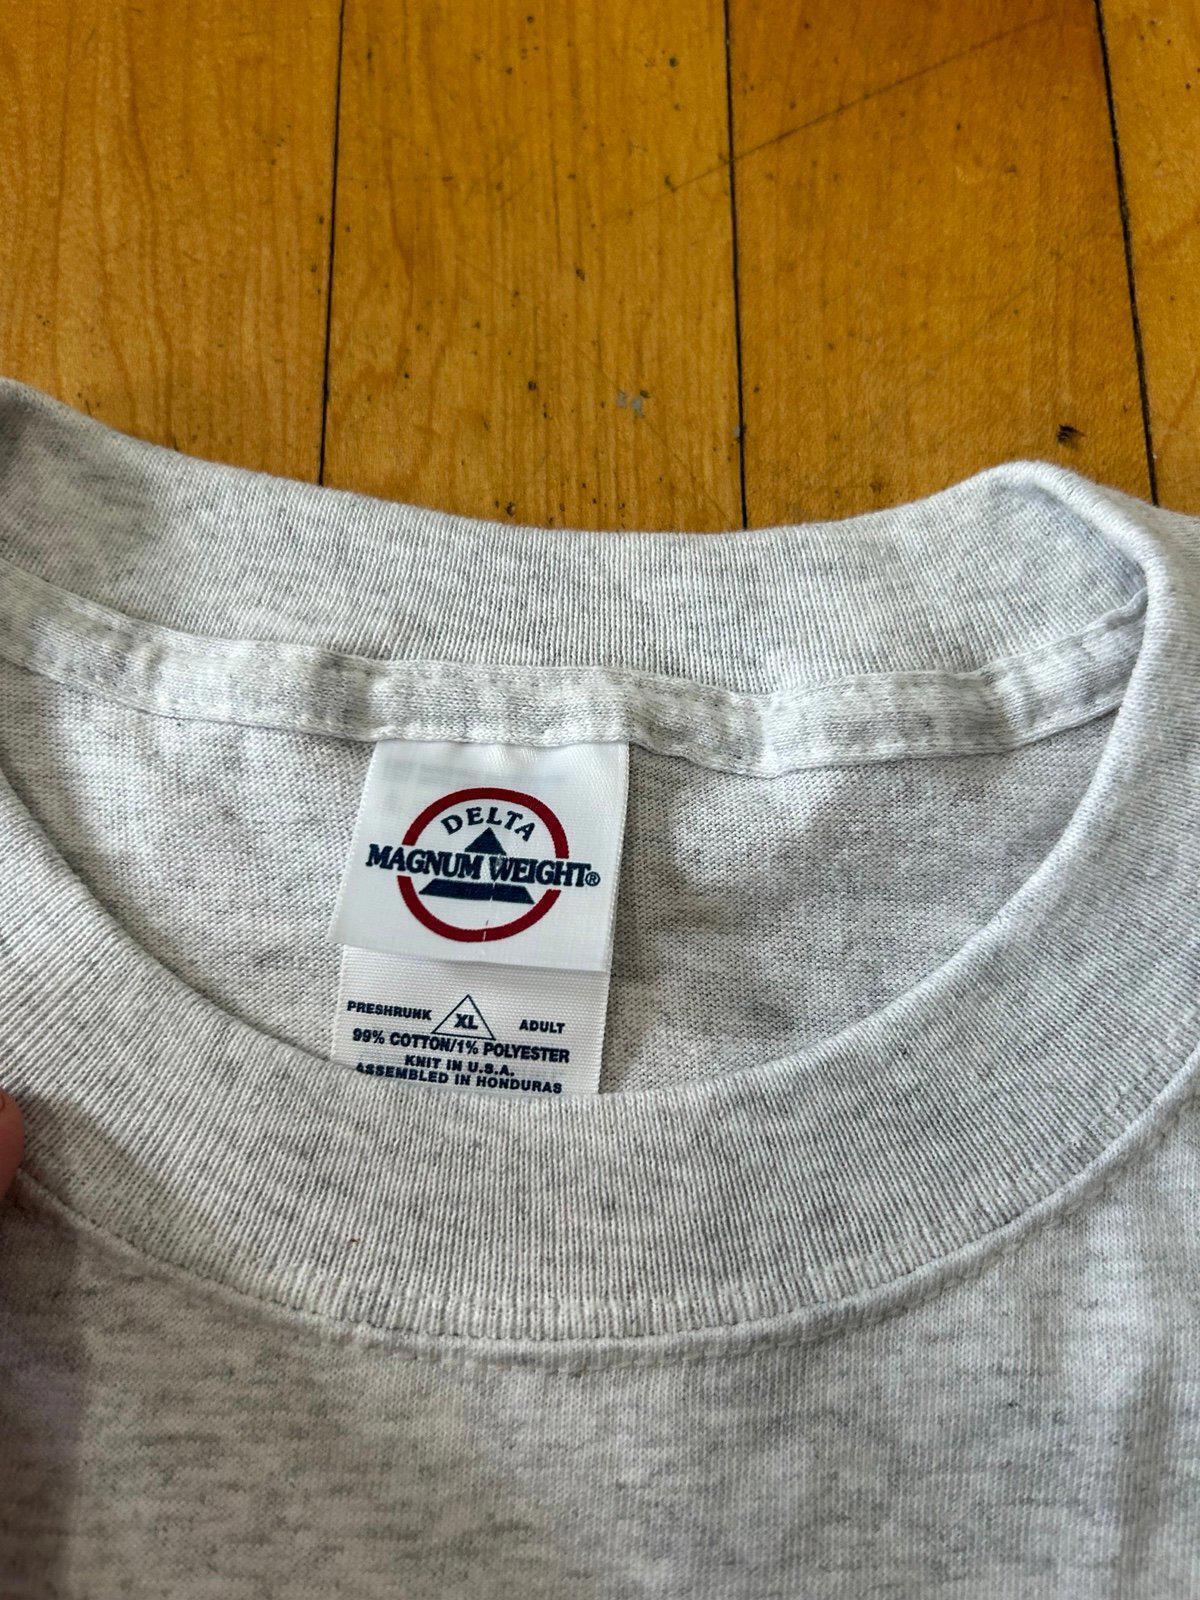 DELTA
MAGNUM WEIGHT®
PRESHRUNK XL ADULT
99% COTTON/1% POLYESTER
KNIT IN U.S.A.
ASSEMBLED IN HONDURAS